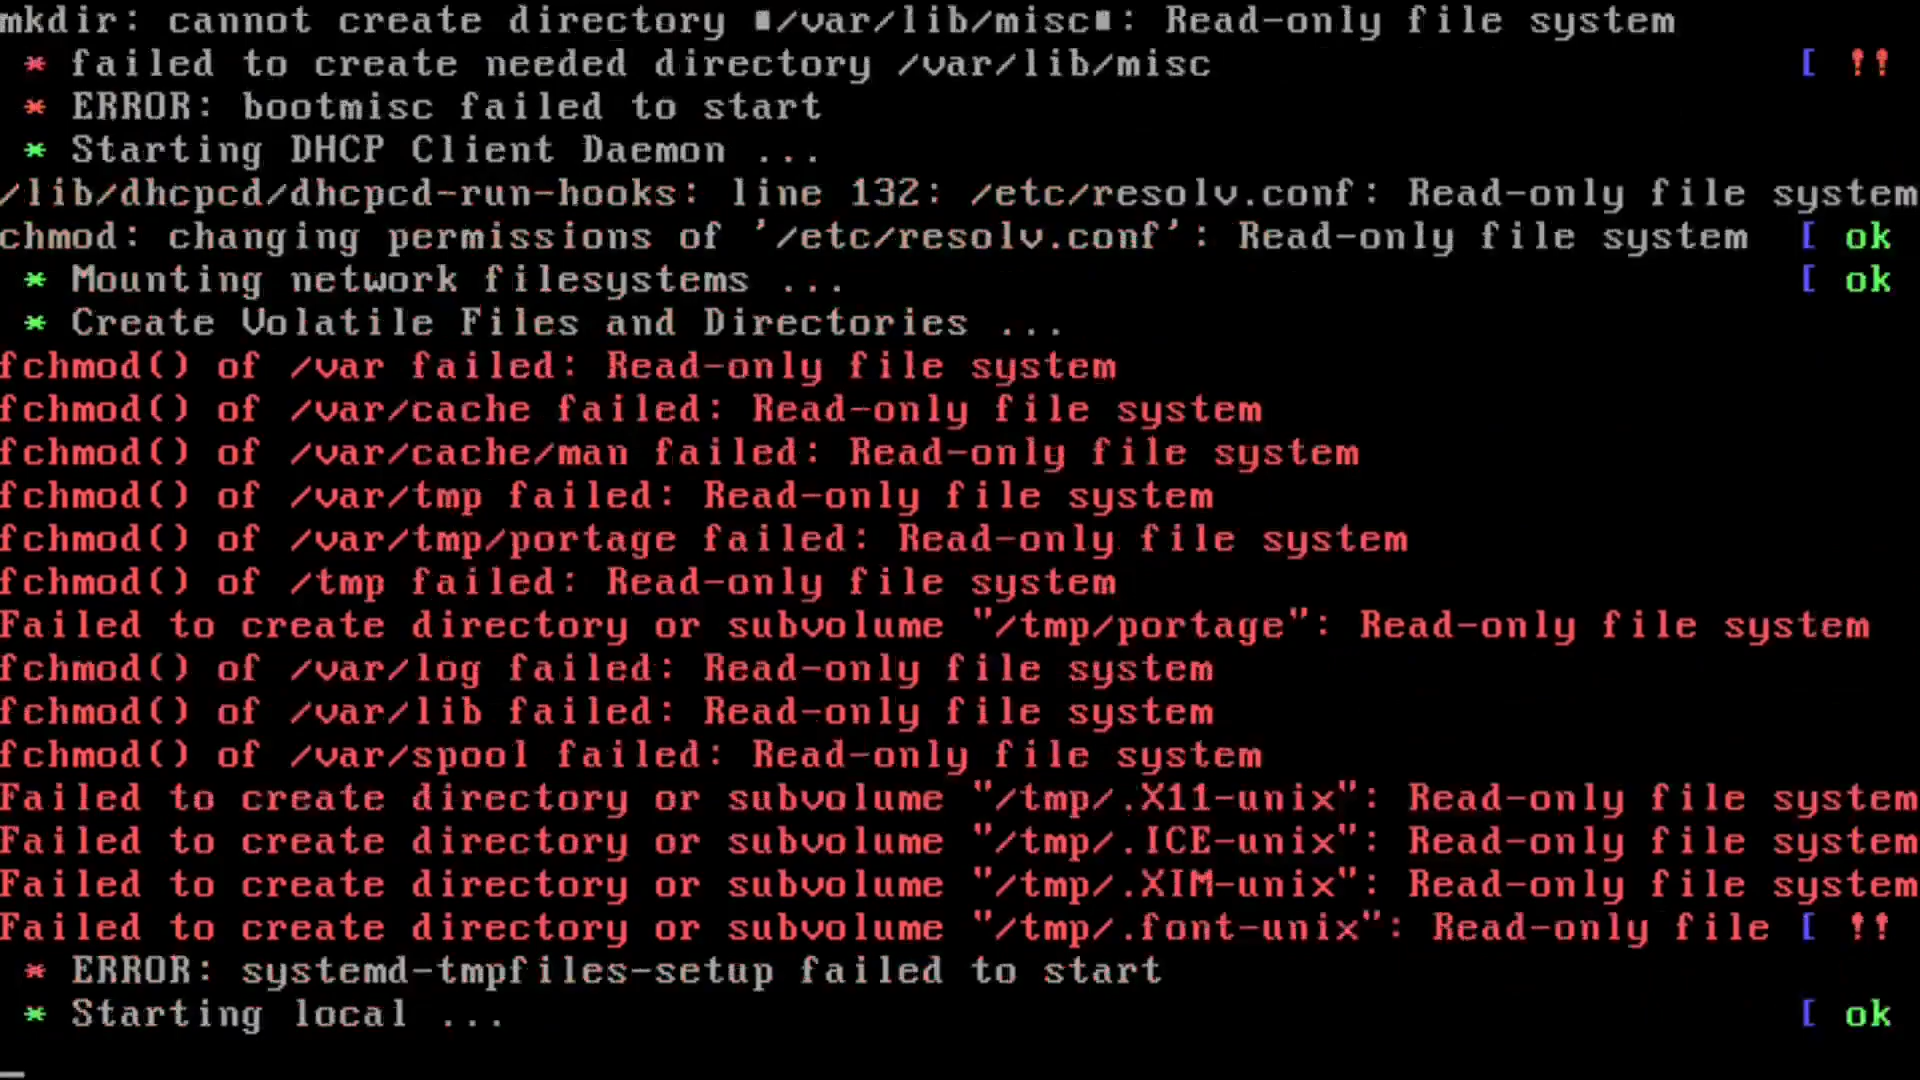 mkdir: cannot create directory ▪/var/lib/misc▪: Read-only file system
* failed to create needed directory /var/lib/misc [ !!
* ERROR: bootmisc failed to start
* Starting DHCP Client Daemon ...
/lib/dhcpcd/dhcpcd-run-hooks: line 132: /etc/resolv.conf: Read-only file system
chmod: changing permissions of '/etc/resolv.conf': Read-only file system [ ok
* Mounting network filesystems ... [ ok
* Create Volatile Files and Directories ...
fchmod() of /var failed: Read-only file system
fchmod() of /var/cache failed: Read-only file system
fchmod() of /var/cache/man failed: Read-only file system
fchmod() of /var/tmp failed: Read-only file system
fchmod() of /var/tmp/portage failed: Read-only file system
fchmod() of /tmp failed: Read-only file system
Failed to create directory or subvolume "/tmp/portage": Read-only file system
fchmod() of /var/log failed: Read-only file system
fchmod() of /var/lib failed: Read-only file system
fchmod() of /var/spool failed: Read-only file system
Failed to create directory or subvolume "/tmp/.X11-unix": Read-only file system
Failed to create directory or subvolume "/tmp/.ICE-unix": Read-only file system
Failed to create directory or subvolume "/tmp/.XIM-unix": Read-only file system
Failed to create directory or subvolume "/tmp/.font-unix": Read-only file [ !!
* ERROR: systemd-tmpfiles-setup failed to start
* Starting local ... [ ok